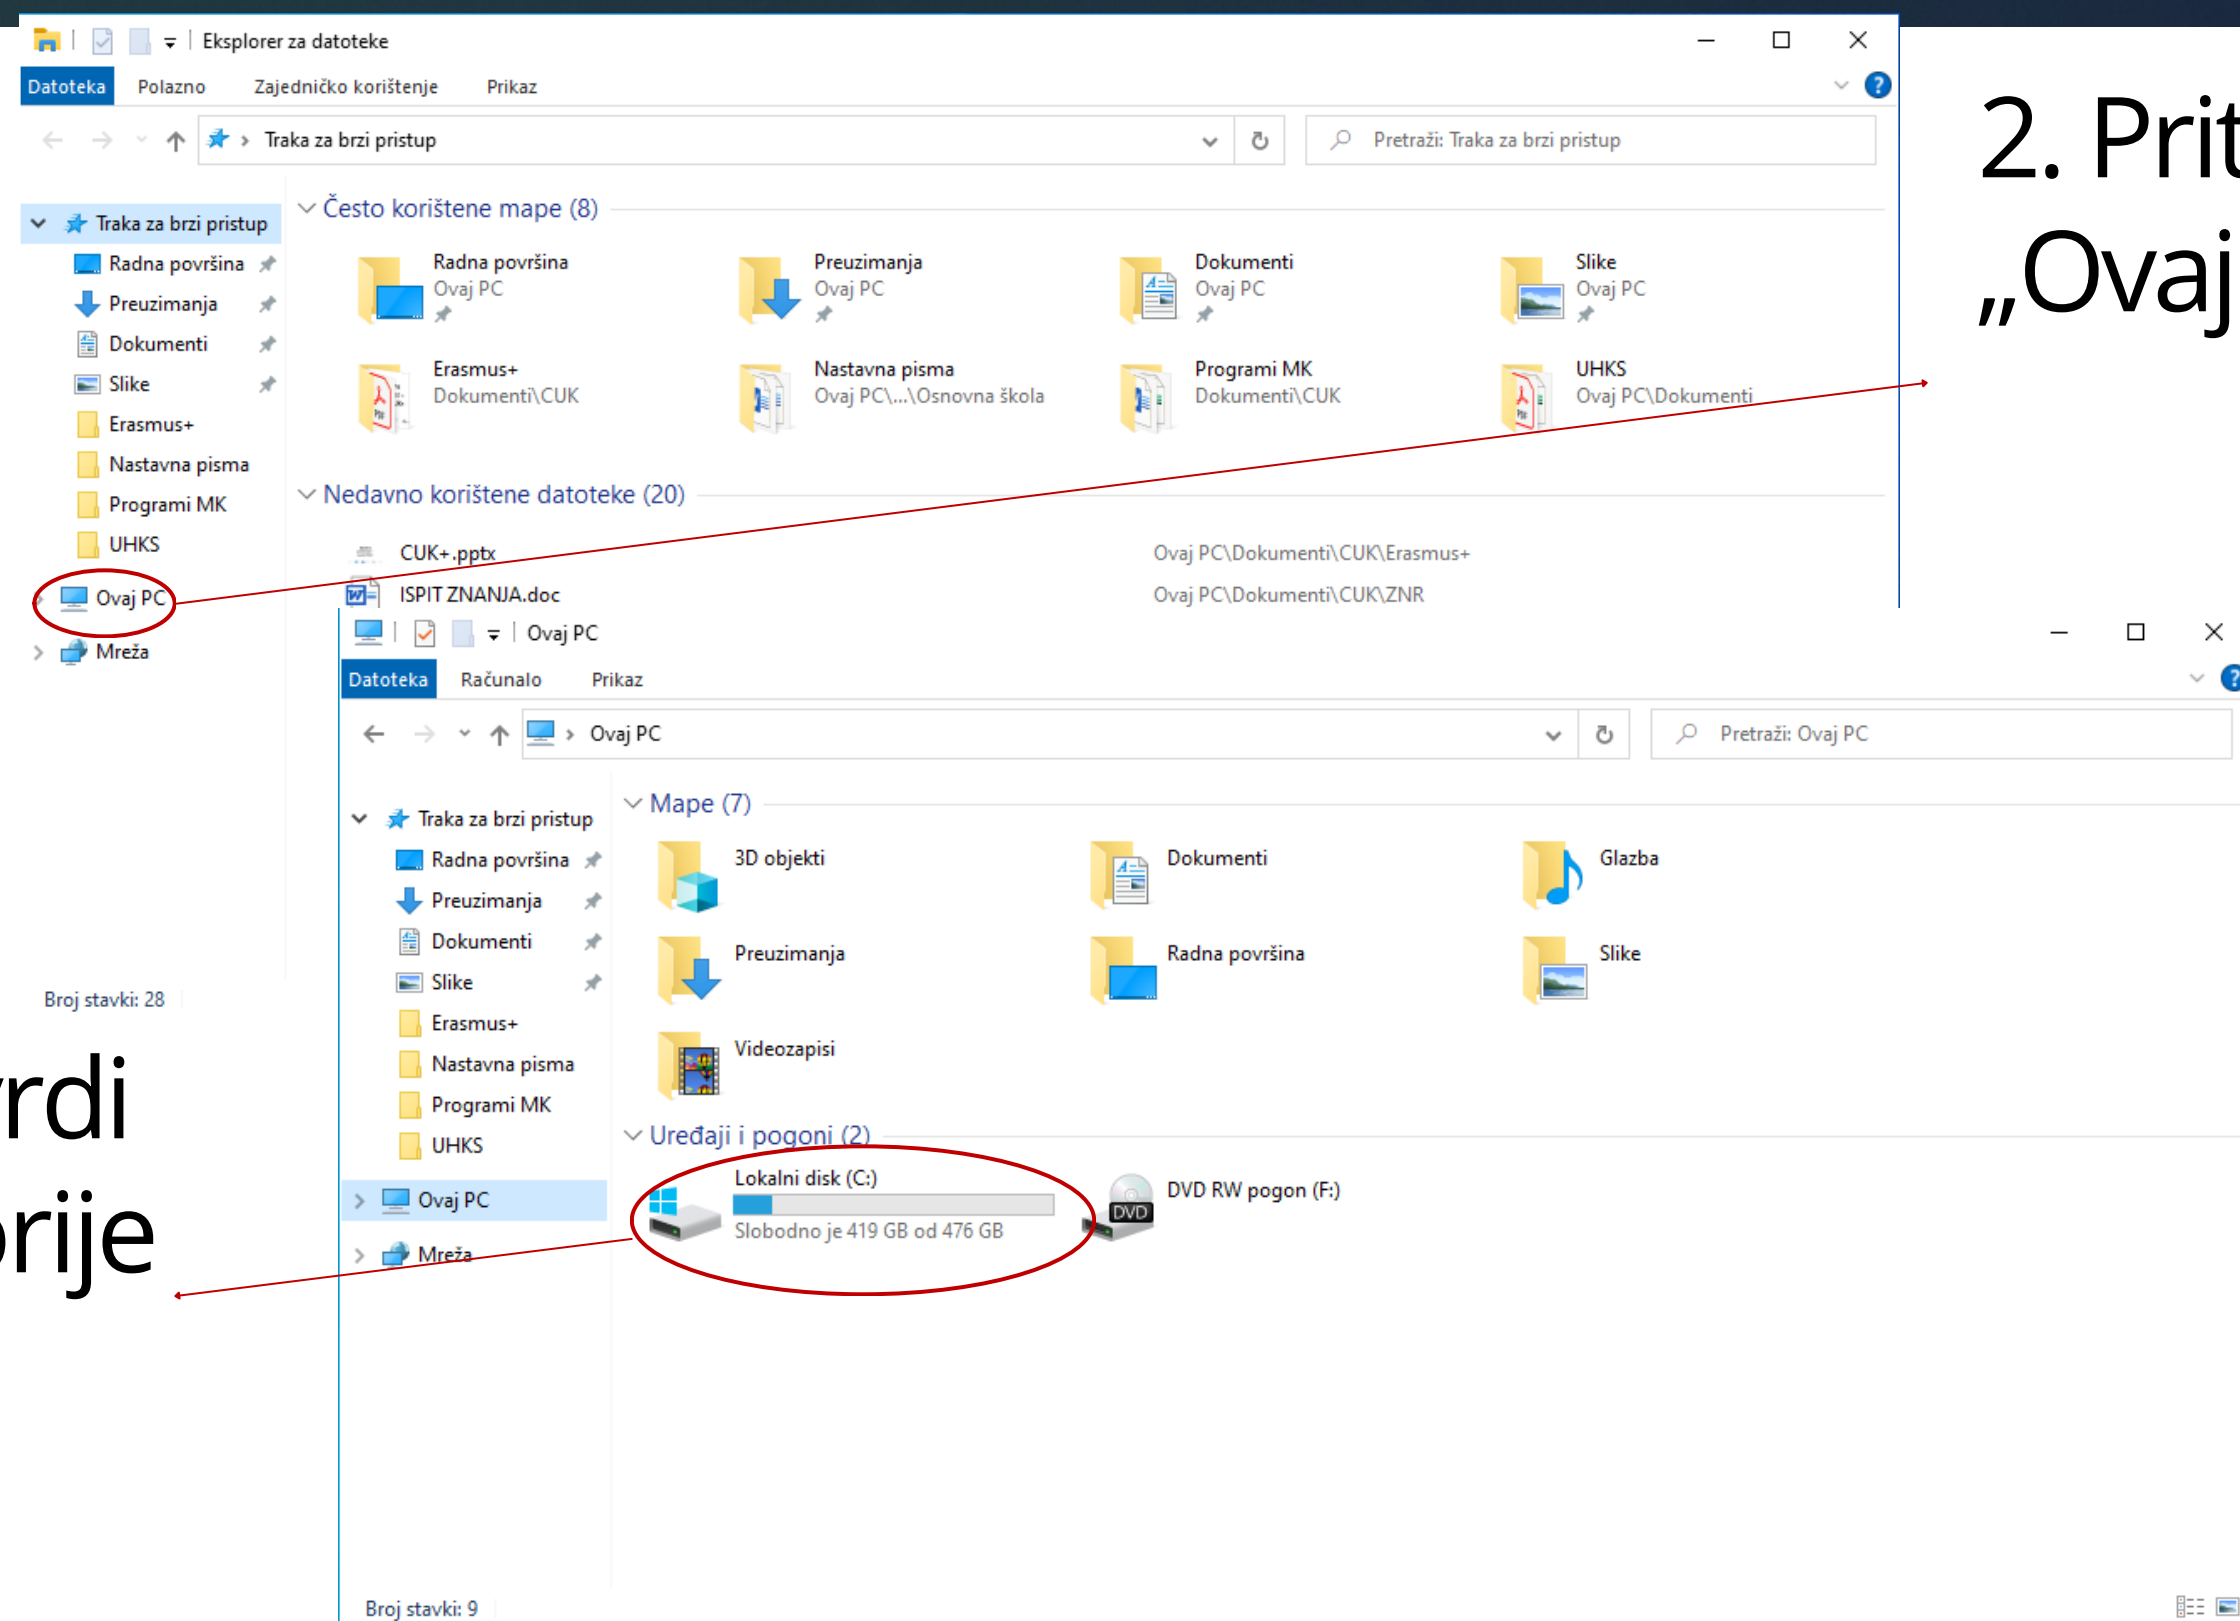 Eksplorer za datoteke
Datoteka Polazno Zajedničko korištenje Prikaz
Traka za brzi pristup
Pretraži: Traka za brzi pristup
Traka za brzi pristup
Radna površina
Preuzimanja
Dokumenti
Slike
Erasmus+
Nastavna pisma
Programi MK
UHKS
Ovaj PC
Mreža
Broj stavki: 28
Često korištene mape (8)
Radna površina
Ovaj PC
Preuzimanja
Ovaj PC
Dokumenti
Ovaj PC
Slike
Ovaj PC
Erasmus+
Dokumenti\CUK
Nastavna pisma
Ovaj PC\...\Osnovna škola
Programi MK
Dokumenti\CUK
UHKS
Ovaj PC\Dokumenti
Nedavno korištene datoteke (20)
CUK+.pptx Ovaj PC\Dokumenti\CUK\Erasmus+
ISPIT ZNANJA.doc Ovaj PC\Dokumenti\CUK\ZNR
2. Prit
„Ovaj
Ovaj PC
Datoteka Računalo Prikaz
Ovaj PC
Pretraži: Ovaj PC
Traka za brzi pristup
Radna površina
Preuzimanja
Dokumenti
Slike
Erasmus+
Nastavna pisma
Programi MK
UHKS
Ovaj PC
Mreža
Mape (7)
3D objekti
Dokumenti
Glazba
Preuzimanja
Radna površina
Slike
Videozapisi
Uređaji i pogoni (2)
Lokalni disk (C:)
Slobodno je 419 GB od 476 GB
DVD RW pogon (F:)
DVD
Broj stavki: 9
rdi
rije